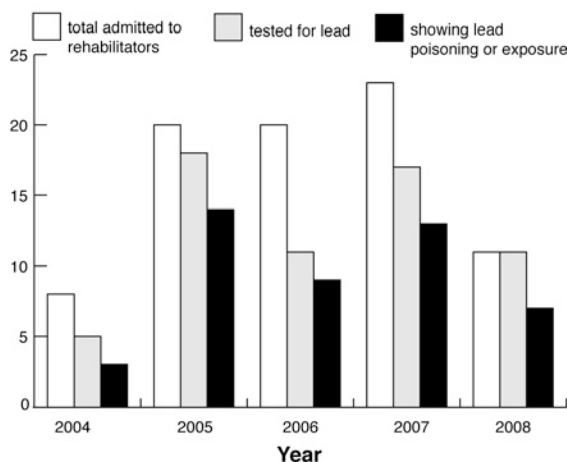 total admitted to
rehabilitators
tested for lead
showing lead
poisoning or exposure
25
20
15
10
5
0
2004 2005 2006 2007 2008
Year